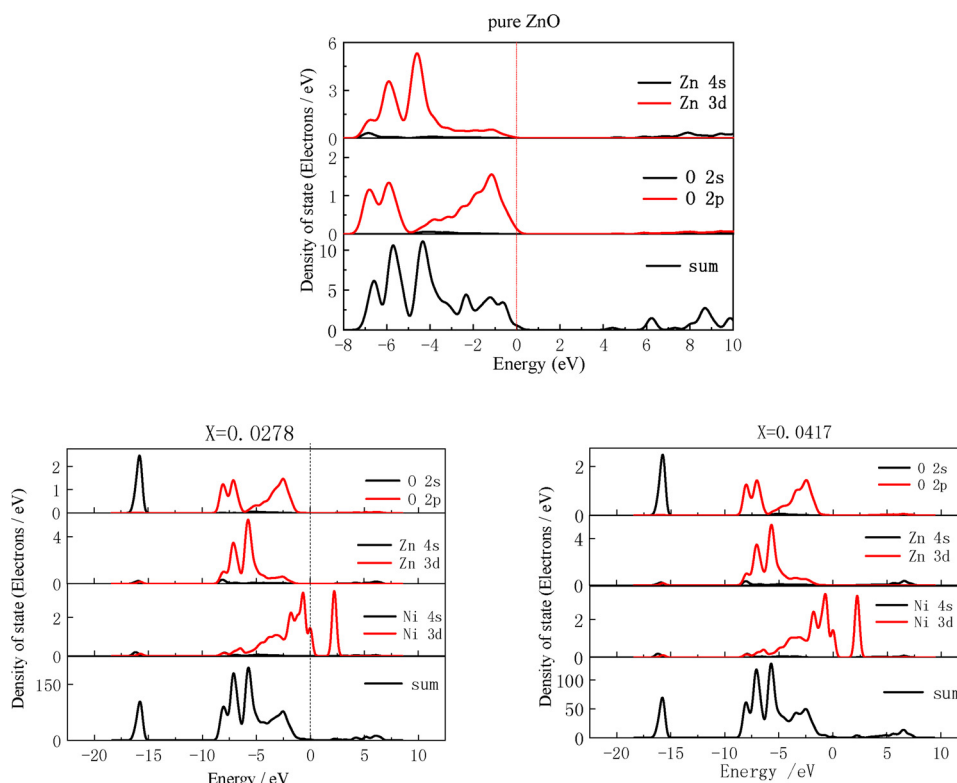 pure ZnO
Density of state (Electrons / eV)
6
3
0
Zn 4s
Zn 3d
2
1
0
O 2s
O 2p
10
5
0
sum
-8 -6 -4 -2 0 2 4 6 8 10
Energy (eV)
X=0.0278
Density of state (Electrons / eV)
2
0
O 2s
O 2p
4
0
Zn 4s
Zn 3d
2
0
Ni 4s
Ni 3d
150
0
sum
-20 -15 -10 -5 0 5 10
Energy / eV
X=0.0417
Density of state (Electrons / eV)
2
0
O 2s
O 2p
4
0
Zn 4s
Zn 3d
2
0
Ni 4s
Ni 3d
100
50
0
sum
-20 -15 -10 -5 0 5 10
Energy /eV